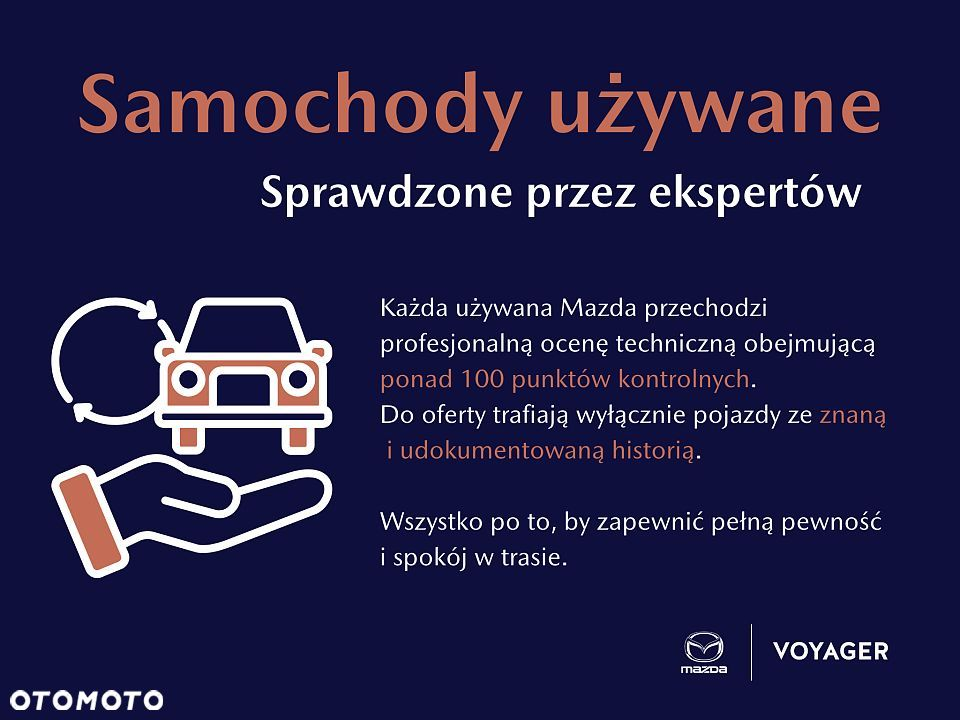 Samochody używane
Sprawdzone przez ekspertów
Każda używana Mazda przechodzi
profesjonalną ocenę techniczną obejmującą
ponad 100 punktów kontrolnych.
Do oferty trafiają wyłącznie pojazdy ze znaną
i udokumentowaną historią.
Wszystko po to, by zapewnić pełną pewność
i spokój w trasie.
mazda
VOYAGER
OTOMOTO